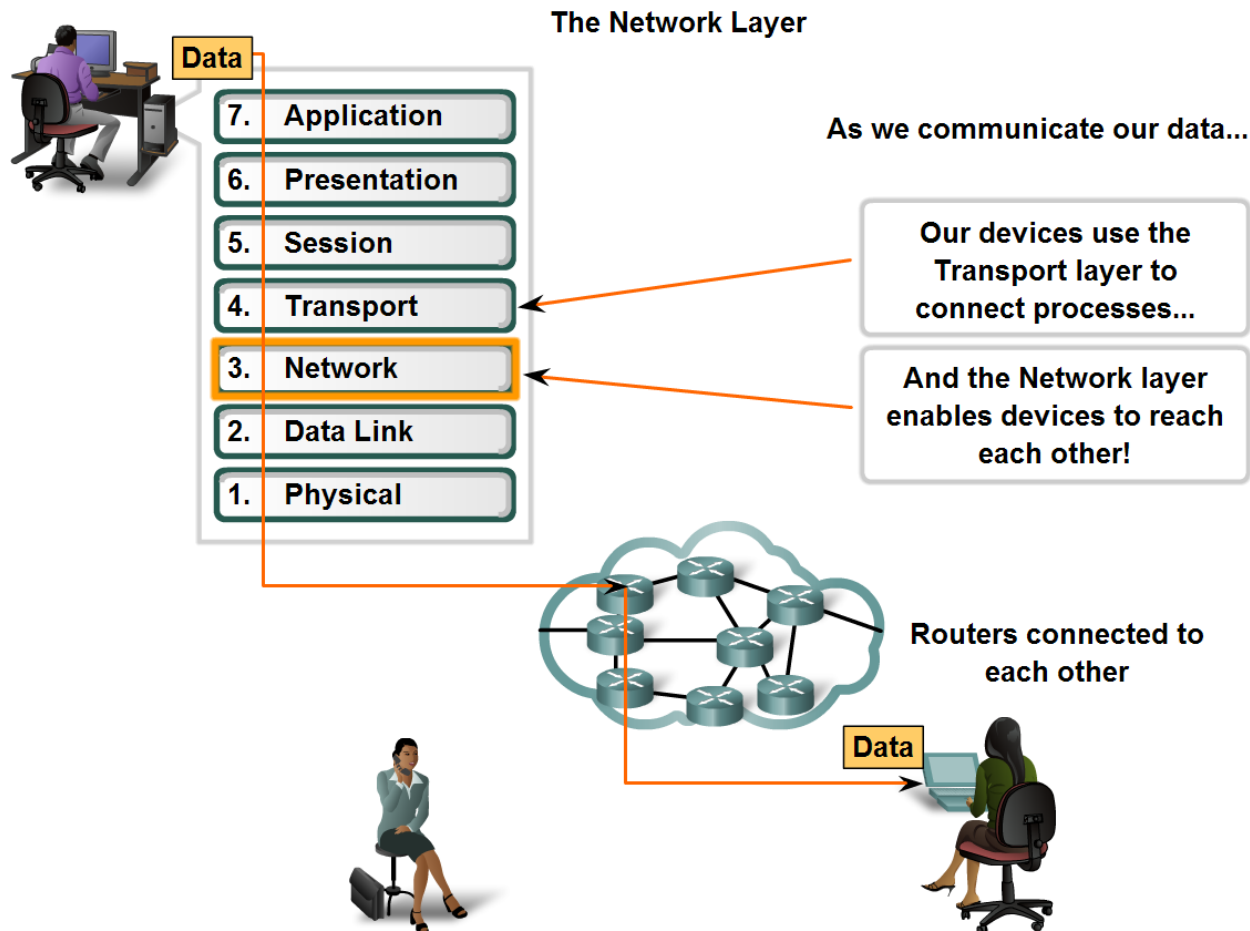 The Network Layer
Data
7. Application
6. Presentation
5. Session
4. Transport
3. Network
2. Data Link
1. Physical
As we communicate our data...
Our devices use the
Transport layer to
connect processes...
And the Network layer
enables devices to reach
each other!
Routers connected to
each other
Data